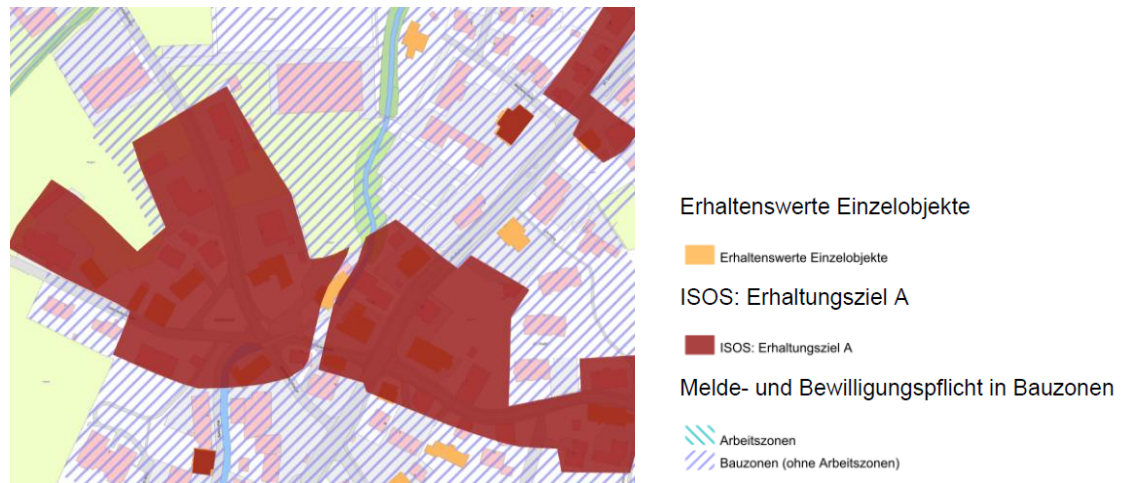 Erhaltenswerte Einzelobjekte
Erhaltenswerte Einzelobjekte
ISOS: Erhaltungsziel A
ISOS: Erhaltungsziel A
Melde- und Bewilligungspflicht in Bauzonen
Arbeitszonen
Bauzonen (ohne Arbeitszonen)